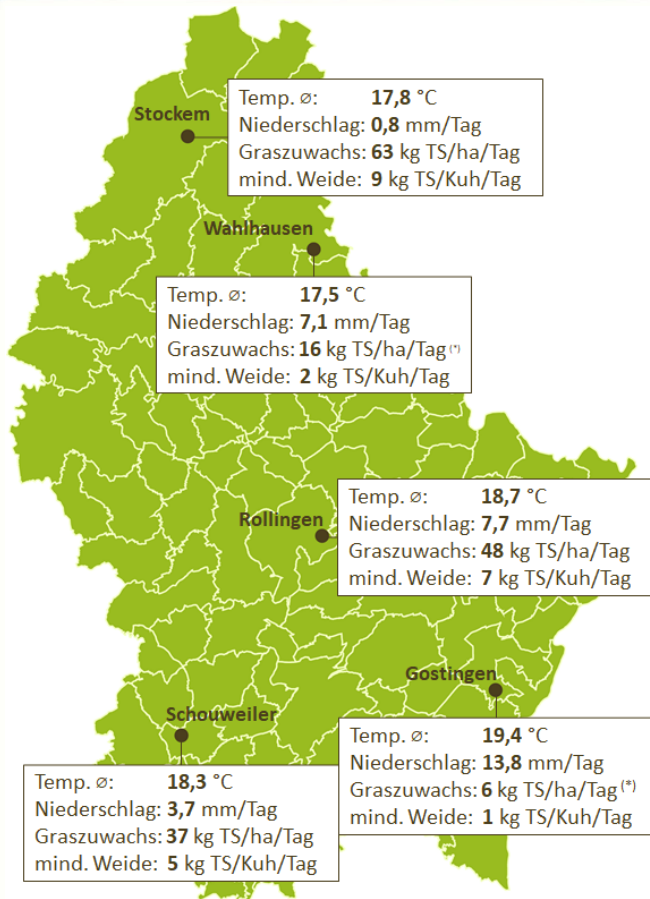 Stockem
Temp. ⌀: 17,8 °C
Niederschlag: 0,8 mm/Tag
Graszuwachs: 63 kg TS/ha/Tag
mind. Weide: 9 kg TS/Kuh/Tag
Wahlhausen
Temp. ⌀: 17,5 °C
Niederschlag: 7,1 mm/Tag
Graszuwachs: 16 kg TS/ha/Tag (*)
mind. Weide: 2 kg TS/Kuh/Tag
Rollingen
Temp. ⌀: 18,7 °C
Niederschlag: 7,7 mm/Tag
Graszuwachs: 48 kg TS/ha/Tag
mind. Weide: 7 kg TS/Kuh/Tag
Gostingen
Temp. ⌀: 19,4 °C
Niederschlag: 13,8 mm/Tag
Graszuwachs: 6 kg TS/ha/Tag (*)
mind. Weide: 1 kg TS/Kuh/Tag
Schouweiler
Temp. ⌀: 18,3 °C
Niederschlag: 3,7 mm/Tag
Graszuwachs: 37 kg TS/ha/Tag
mind. Weide: 5 kg TS/Kuh/Tag